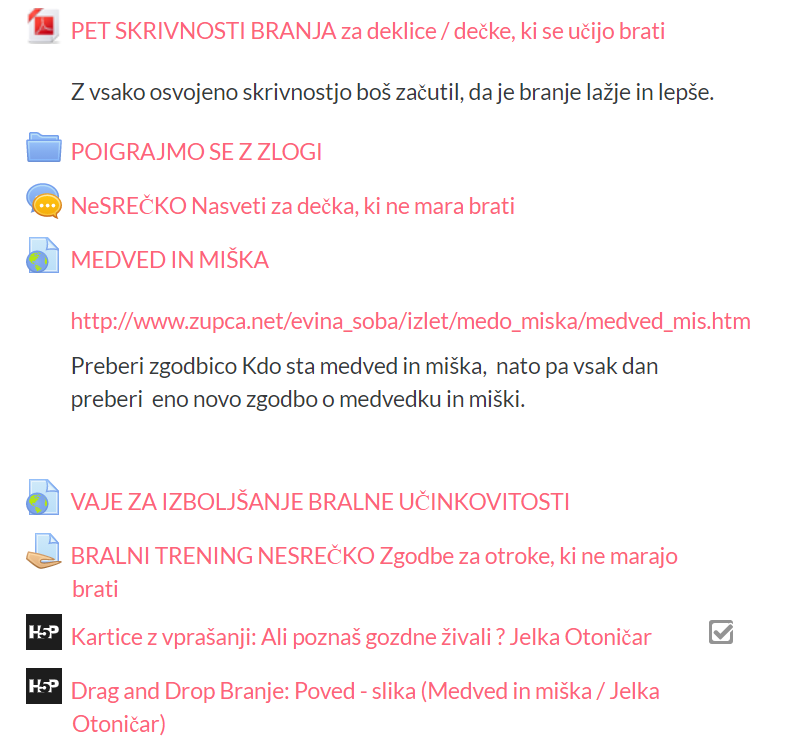 PET SKRIVNOSTI BRANJA za deklice / dečke, ki se učijo brati
Z vsako osvojeno skrivnostjo boš začutil, da je branje lažje in lepše.
POIGRAJMO SE Z ZLOGI
NeSREČKO Nasveti za dečka, ki ne mara brati
MEDVED IN MIŠKA
http://www.zupca.net/evina_soba/izlet/medo_miska/medved_mis.htm
Preberi zgodbico Kdo sta medved in miška, nato pa vsak dan
preberi eno novo zgodbo o medvedku in miški.
VAJE ZA IZBOLJŠANJE BRALNE UČINKOVITOSTI
BRALNI TRENING NESREČKO Zgodbe za otroke, ki ne marajo
brati
H5P Kartice z vprašanji: Ali poznaš gozdne živali ? Jelka Otoničar
H5P Drag and Drop Branje: Poved - slika (Medved in miška / Jelka
Otoničar)